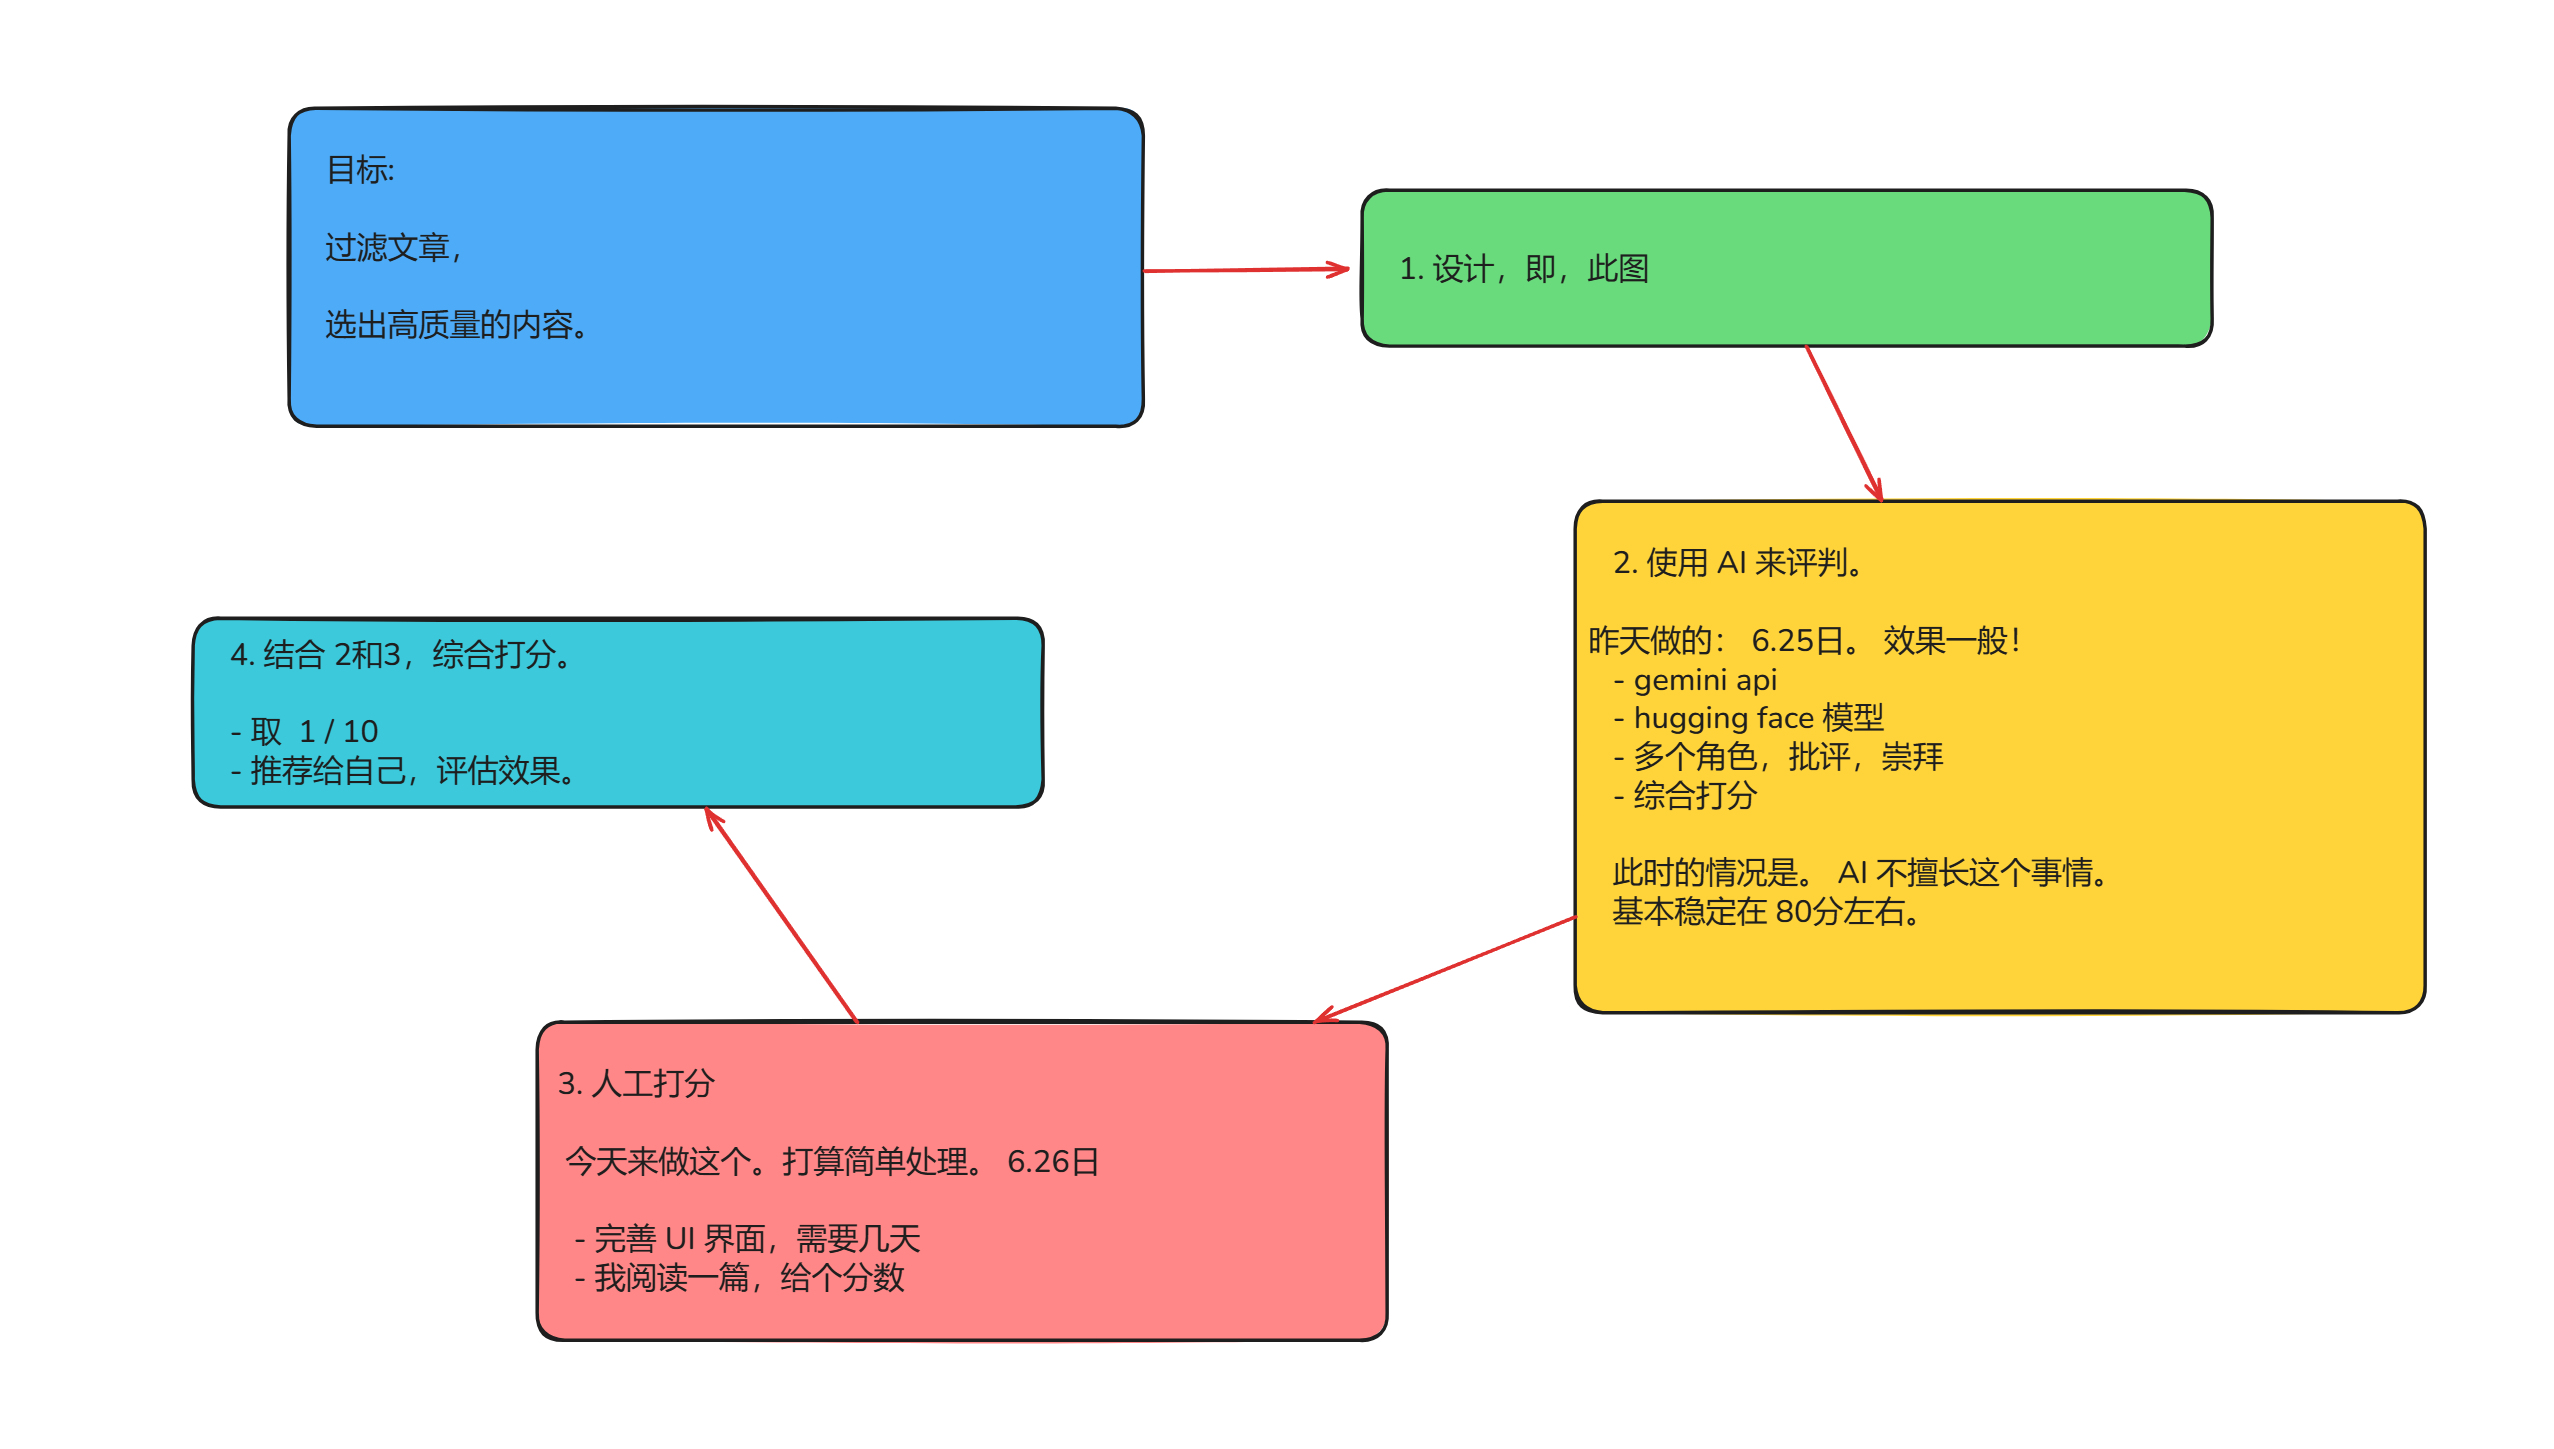 目标:
过滤文章，
选出高质量的内容。
1. 设计，即，此图
2. 使用 AI 来评判。
昨天做的： 6.25日。 效果一般！
- gemini api
- hugging face 模型
- 多个角色，批评，崇拜
- 综合打分
此时的情况是。 AI 不擅长这个事情。
基本稳定在 80分左右。
3. 人工打分
今天来做这个。打算简单处理。 6.26日
- 完善 UI 界面，需要几天
- 我阅读一篇，给个分数
4. 结合 2和3，综合打分。
- 取 1 / 10
- 推荐给自己，评估效果。